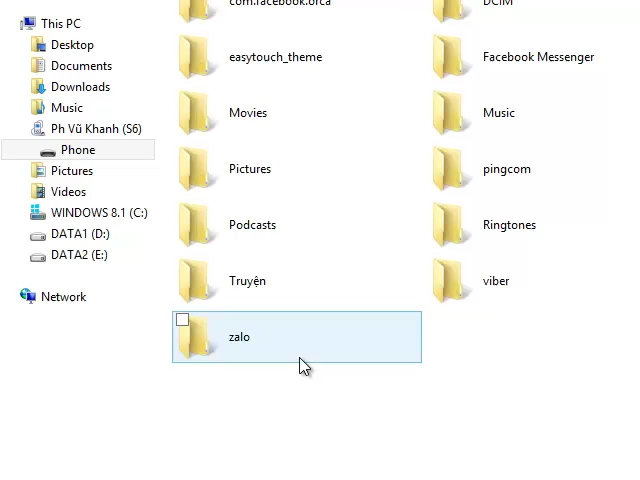 This PC
Desktop
Documents
Downloads
Music
Ph Vũ Khanh (S6)
Phone
Pictures
Videos
WINDOWS 8.1 (C:)
DATA1 (D:)
DATA2 (E:)
Network
com.facebook.orca
DCIM
easytouch_theme
Facebook Messenger
Movies
Music
Pictures
pingcom
Podcasts
Ringtones
Truyện
viber
zalo